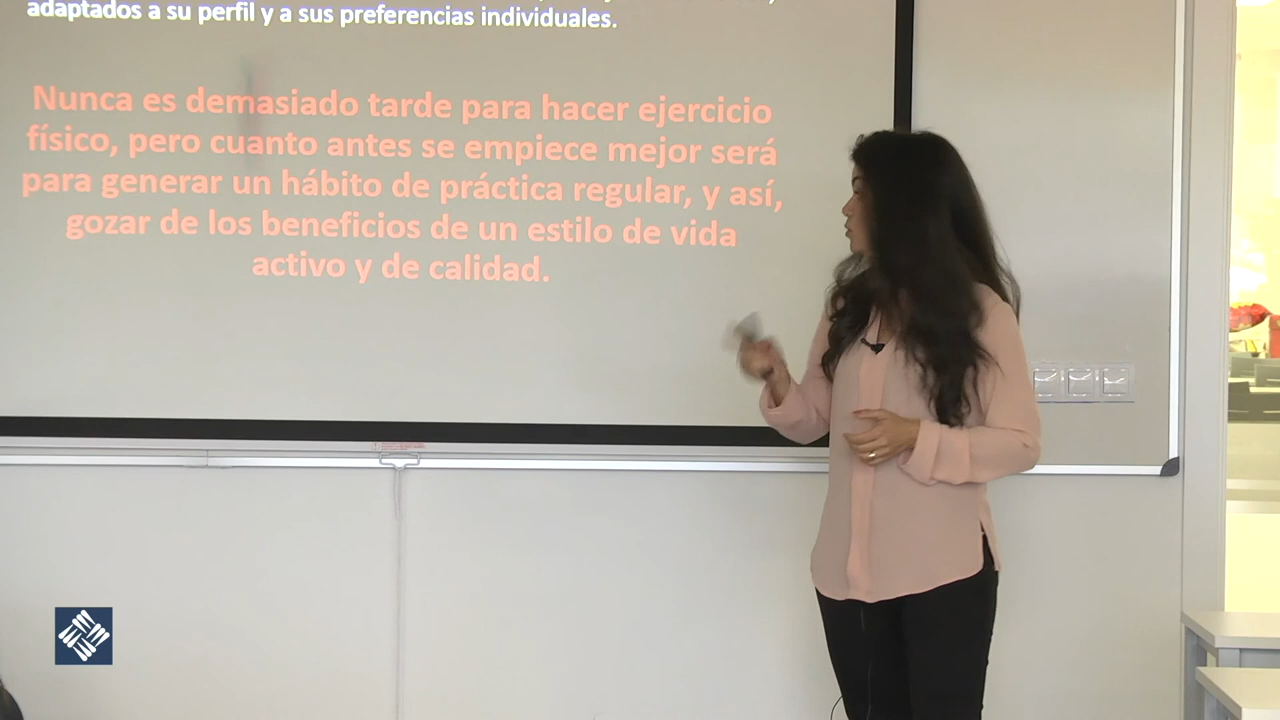 adaptados a su perfil y a sus preferencias individuales.
Nunca es demasiado tarde para hacer ejercicio
físico, pero cuanto antes se empiece mejor será
para generar un hábito de práctica regular, y así,
gozar de los beneficios de un estilo de vida
activo y de calidad.